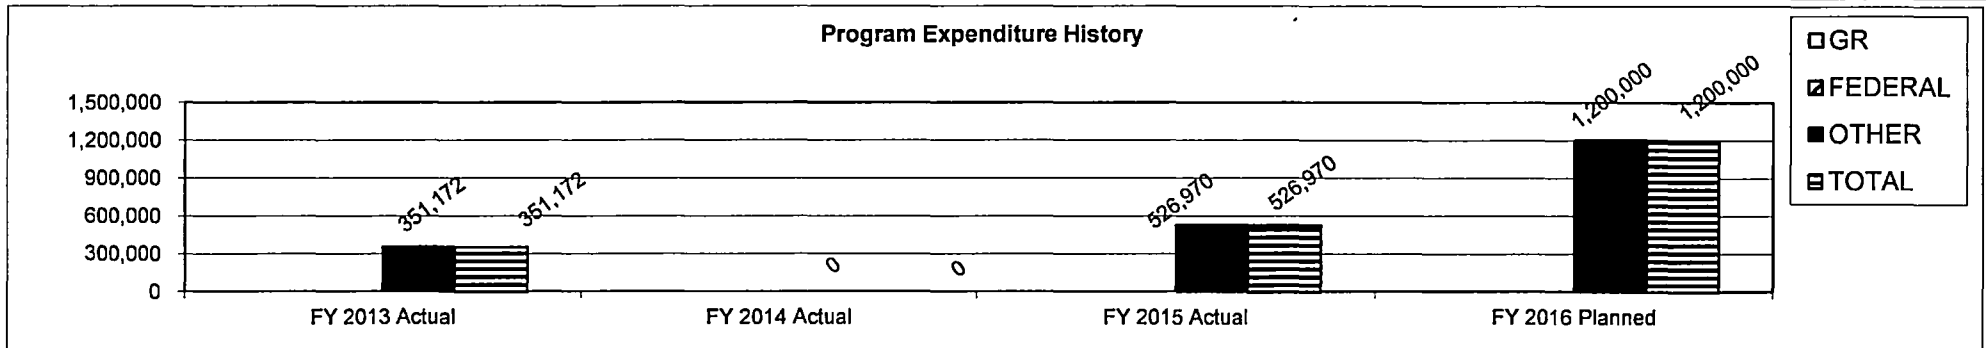 Program Expenditure History
GR
FEDERAL
OTHER
TOTAL
1,500,000
1,200,000
900,000
600,000
300,000
0
351,172
351,172
0
0
526,970
526,970
1,200,000
1,200,000
FY 2013 Actual
FY 2014 Actual
FY 2015 Actual
FY 2016 Planned